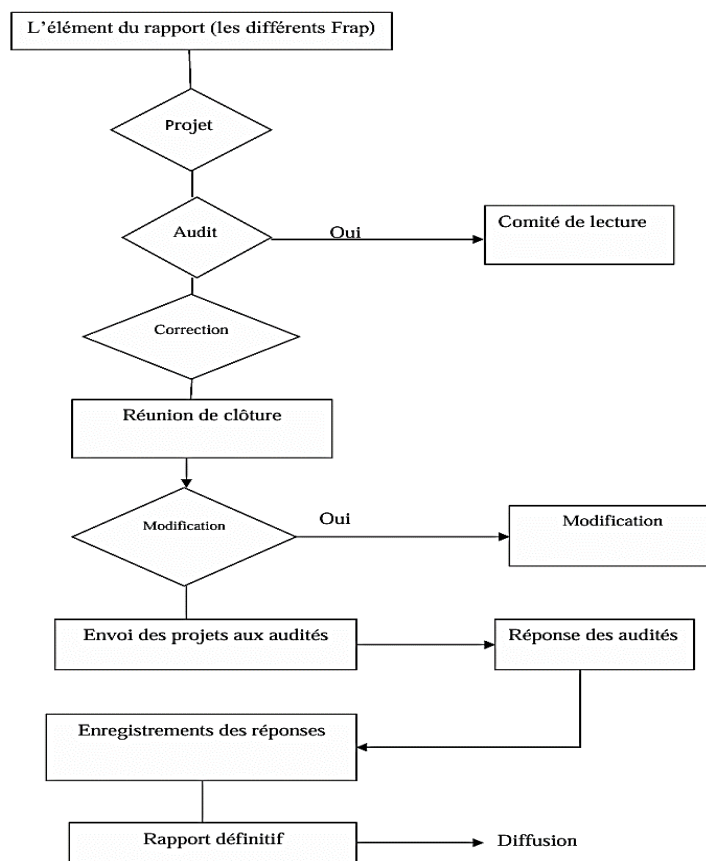 L'élément du rapport (les différents Frap)
Projet
Audit
Oui
Comité de lecture
Correction
Réunion de clôture
Modification
Oui
Modification
Envoi des projets aux audités
Réponse des audités
Enregistrements des réponses
Rapport définitif
Diffusion